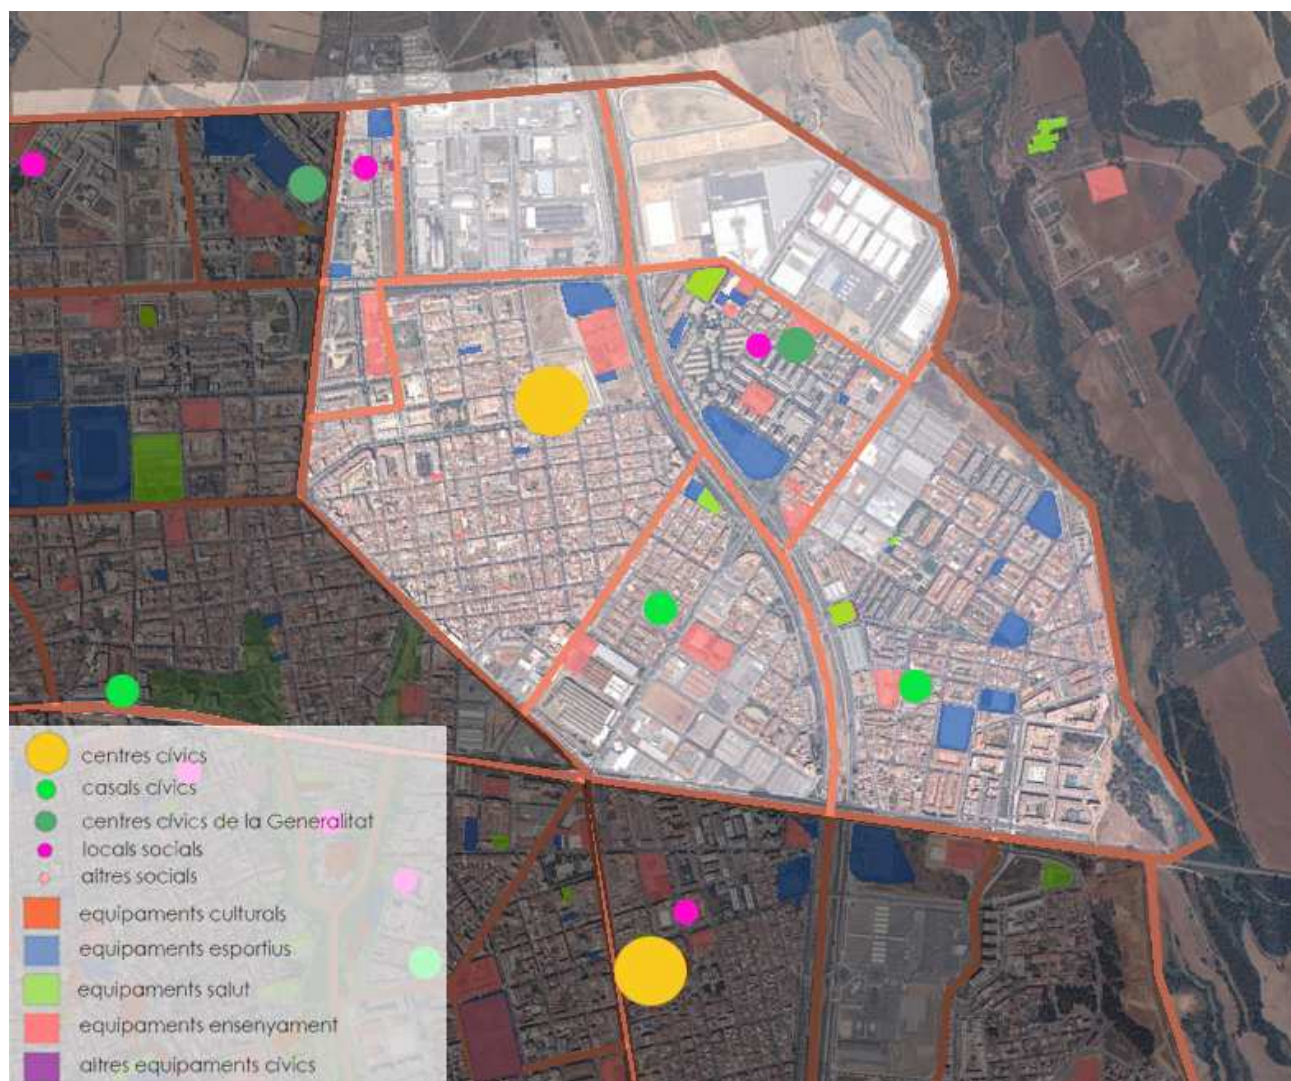 centres cívics
casals cívics
centres cívics de la Generalitat
locals socials
altres socials
equipaments culturals
equipaments esportius
equipaments salut
equipaments ensenyament
altres equipaments cívics